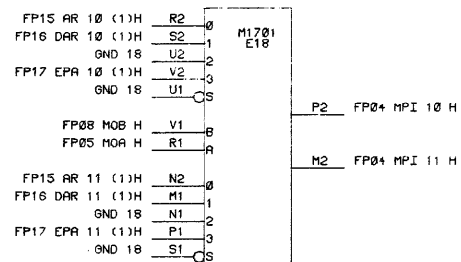 FP15 AR 10 (1)H R2 0
FP16 DAR 10 (1)H S2 1
GND 18 U2 2
FP17 EPA 10 (1)H V2 3
GND 18 U1 S
M1701
E18
P2 FP04 MPI 10 H
FP08 MOB H V1 B
FP05 MOA H R1 A
M2 FP04 MPI 11 H
FP15 AR 11 (1)H N2 0
FP16 DAR 11 (1)H M1 1
GND 18 N1 2
FP17 EPA 11 (1)H P1 3
GND 18 S1 S